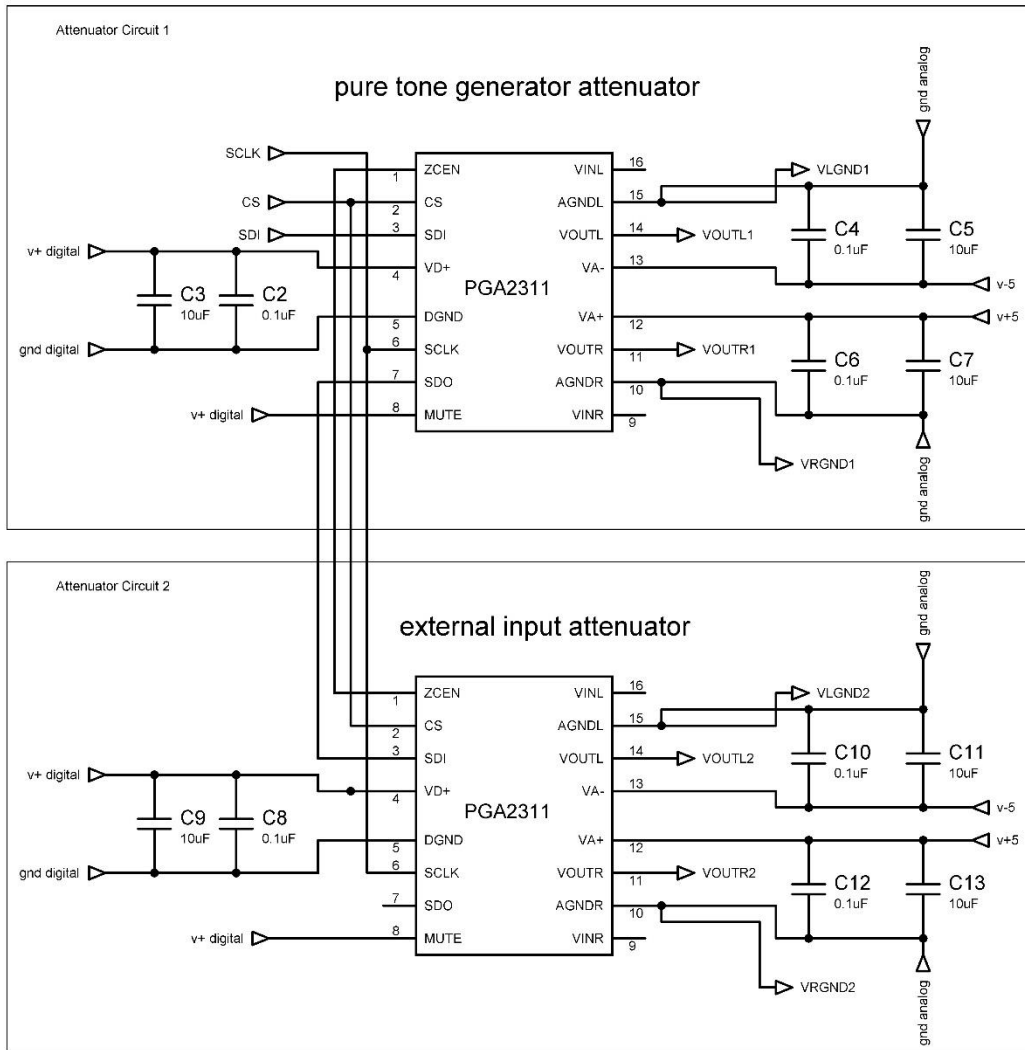 Attenuator Circuit 1
pure tone generator attenuator
gnd analog
SCLK
CS
SDI
v+ digital
gnd digital
v+ digital
C3
10uF
C2
0.1uF
1 ZCEN
2 CS
3 SDI
4 VD+
5 DGND
6 SCLK
7 SDO
8 MUTE
PGA2311
VINL 16
AGNDL 15
VOUTL 14
VA- 13
VA+ 12
VOUTR 11
AGNDR 10
VINR 9
VLGND1
VOUTL1
VOUTR1
VRGND1
C4
0.1uF
C5
10uF
v-5
v+5
C6
0.1uF
C7
10uF
gnd analog
Attenuator Circuit 2
external input attenuator
gnd analog
v+ digital
gnd digital
v+ digital
C9
10uF
C8
0.1uF
1 ZCEN
2 CS
3 SDI
4 VD+
5 DGND
6 SCLK
7 SDO
8 MUTE
PGA2311
VINL 16
AGNDL 15
VOUTL 14
VA- 13
VA+ 12
VOUTR 11
AGNDR 10
VINR 9
VLGND2
VOUTL2
VOUTR2
VRGND2
C10
0.1uF
C11
10uF
v-5
v+5
C12
0.1uF
C13
10uF
gnd analog